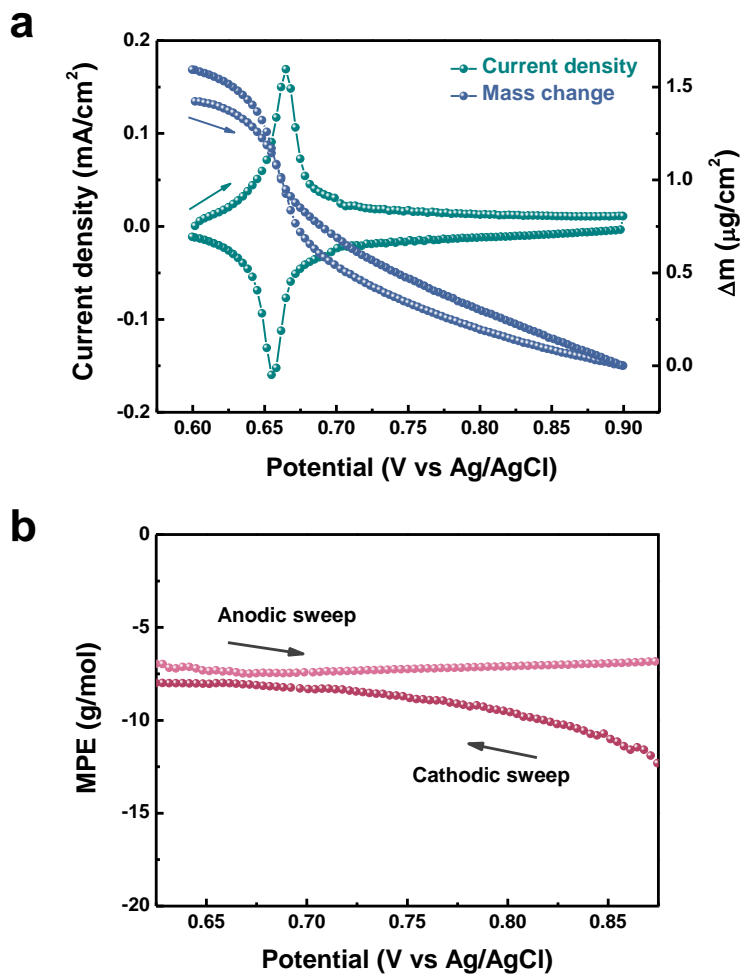 a
Current density
Mass change
Current density (mA/cm²)
0.2
0.1
0.0
-0.1
-0.2
1.5
1.0
0.5
0.0
Δm (μg/cm²)
0.60 0.65 0.70 0.75 0.80 0.85 0.90
Potential (V vs Ag/AgCl)
b
MPE (g/mol)
0
-5
-10
-15
-20
Anodic sweep
Cathodic sweep
0.65 0.70 0.75 0.80 0.85
Potential (V vs Ag/AgCl)